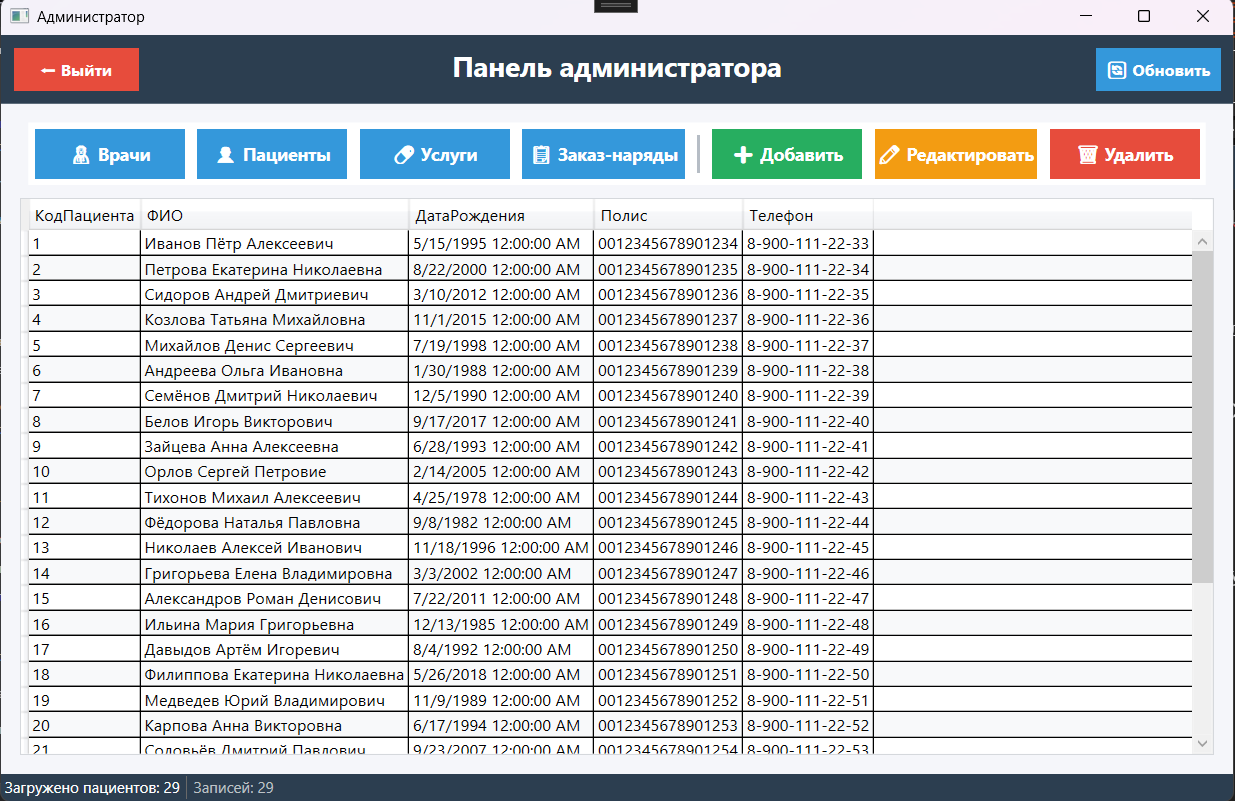 Администратор
← Выйти
Панель администратора
Обновить
Врачи
Пациенты
Услуги
Заказ-наряды
Добавить
Редактировать
Удалить
КодПациента ФИО ДатаРождения Полис Телефон
1 Иванов Пётр Алексеевич 5/15/1995 12:00:00 AM 0012345678901234 8-900-111-22-33
2 Петрова Екатерина Николаевна 8/22/2000 12:00:00 AM 0012345678901235 8-900-111-22-34
3 Сидоров Андрей Дмитриевич 3/10/2012 12:00:00 AM 0012345678901236 8-900-111-22-35
4 Козлова Татьяна Михайловна 11/1/2015 12:00:00 AM 0012345678901237 8-900-111-22-36
5 Михайлов Денис Сергеевич 7/19/1998 12:00:00 AM 0012345678901238 8-900-111-22-37
6 Андреева Ольга Ивановна 1/30/1988 12:00:00 AM 0012345678901239 8-900-111-22-38
7 Семёнов Дмитрий Николаевич 12/5/1990 12:00:00 AM 0012345678901240 8-900-111-22-39
8 Белов Игорь Викторович 9/17/2017 12:00:00 AM 0012345678901241 8-900-111-22-40
9 Зайцева Анна Алексеевна 6/28/1993 12:00:00 AM 0012345678901242 8-900-111-22-41
10 Орлов Сергей Петровие 2/14/2005 12:00:00 AM 0012345678901243 8-900-111-22-42
11 Тихонов Михаил Алексеевич 4/25/1978 12:00:00 AM 0012345678901244 8-900-111-22-43
12 Фёдорова Наталья Павловна 9/8/1982 12:00:00 AM 0012345678901245 8-900-111-22-44
13 Николаев Алексей Иванович 11/18/1996 12:00:00 AM 0012345678901246 8-900-111-22-45
14 Григорьева Елена Владимировна 3/3/2002 12:00:00 AM 0012345678901247 8-900-111-22-46
15 Александров Роман Денисович 7/22/2011 12:00:00 AM 0012345678901248 8-900-111-22-47
16 Ильина Мария Григорьевна 12/13/1985 12:00:00 AM 0012345678901249 8-900-111-22-48
17 Давыдов Артём Игоревич 8/4/1992 12:00:00 AM 0012345678901250 8-900-111-22-49
18 Филиппова Екатерина Николаевна 5/26/2018 12:00:00 AM 0012345678901251 8-900-111-22-50
19 Медведев Юрий Владимирович 11/9/1989 12:00:00 AM 0012345678901252 8-900-111-22-51
20 Карпова Анна Викторовна 6/17/1994 12:00:00 AM 0012345678901253 8-900-111-22-52
21 Соловьёв Дмитрий Павлович 9/23/2007 12:00:00 AM 0012345678901254 8-900-111-22-53
Загружено пациентов: 29 Записей: 29